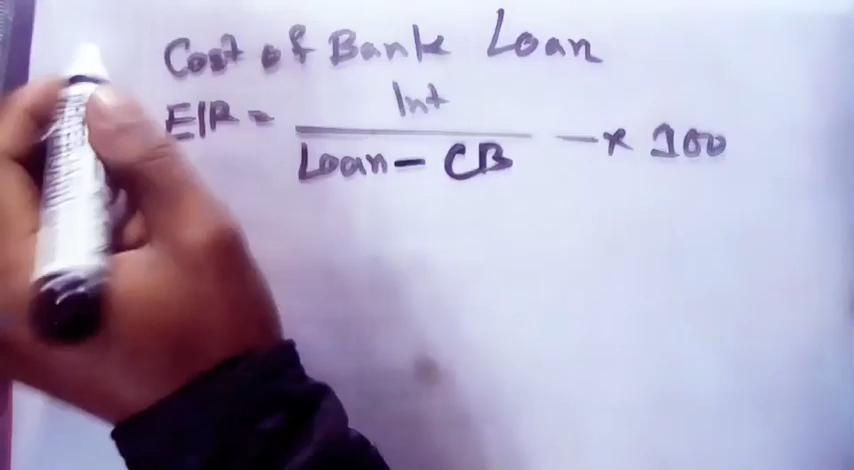 Cost of Bank Loan
EIR = Int / Loan - CB - x 100